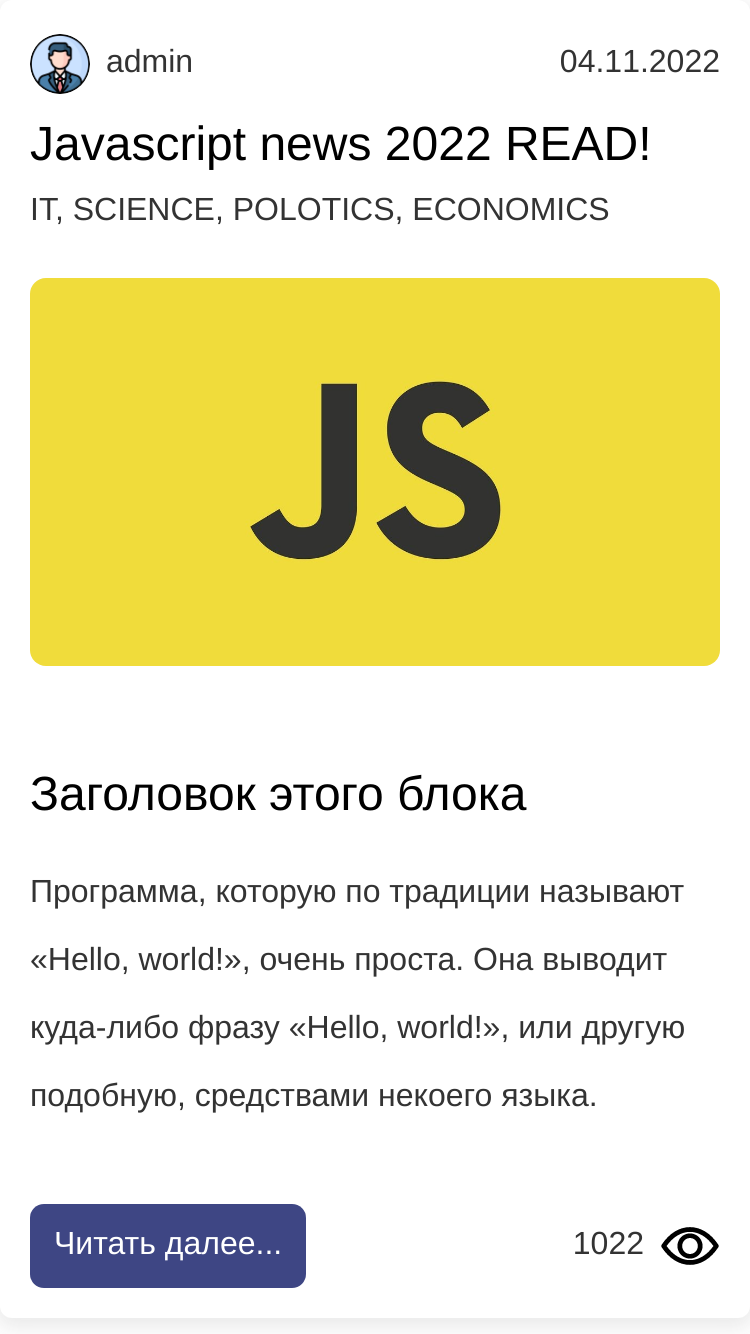 admin 04.11.2022
Javascript news 2022 READ!
IT, SCIENCE, POLOTICS, ECONOMICS
JS
Заголовок этого блока
Программа, которую по традиции называют
«Hello, world!», очень проста. Она выводит
куда-либо фразу «Hello, world!», или другую
подобную, средствами некоего языка.
Читать далее... 1022